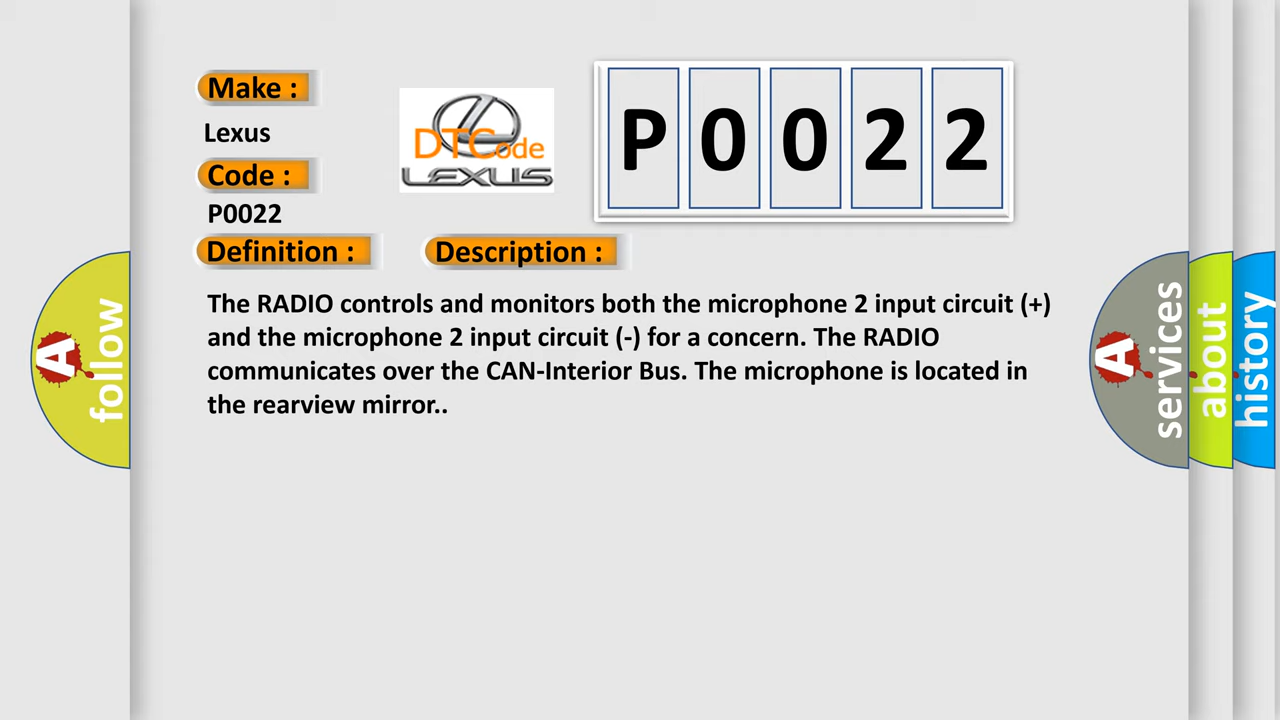 Make :
Lexus
Code :
P0022
Definition :
Description :
DTCode
LEXUS
P0022
The RADIO controls and monitors both the microphone 2 input circuit (+)
and the microphone 2 input circuit (-) for a concern. The RADIO
communicates over the CAN-Interior Bus. The microphone is located in
the rearview mirror..
A follow
A services
about
history